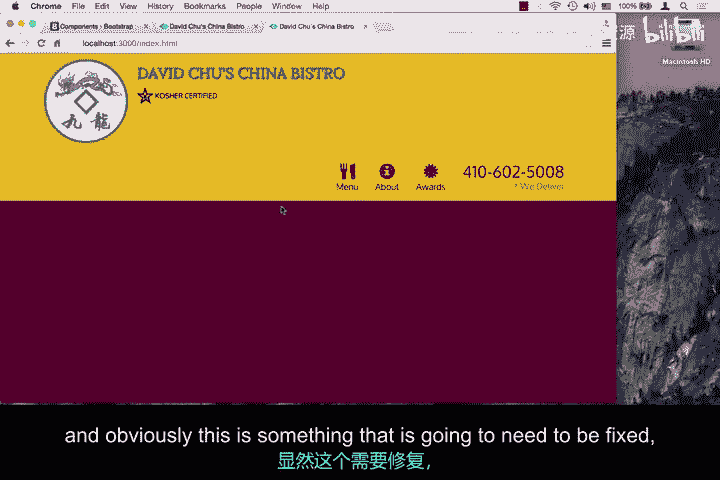 Chrome File Edit View History Bookmarks People Window Help 100%
Components · Bootstrap David Chu's China Bistro David Chu's China Bistro
localhost:3000/index.html
bilibili
Macintosh HD
DAVID CHU'S CHINA BISTRO
KOSHER CERTIFIED
九龍
Menu About Awards 410-602-5008
* We Deliver
and obviously this is something that is going to need to be fixed,
显然这个需要修复,